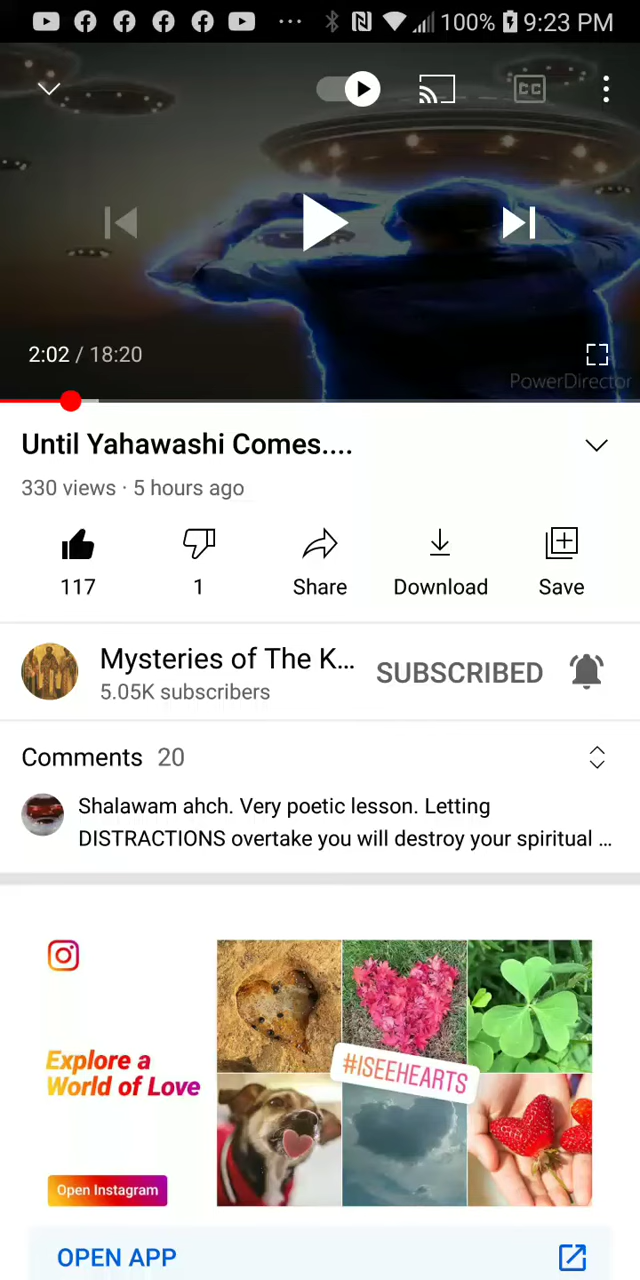 100% 9:23 PM
CC
2:02 / 18:20
PowerDirector
Until Yahawashi Comes....
330 views · 5 hours ago
117
1
Share
Download
Save
Mysteries of The K...
SUBSCRIBED
5.05K subscribers
Comments 20
Shalawam ahch. Very poetic lesson. Letting
DISTRACTIONS overtake you will destroy your spiritual ...
Explore a
World of Love
#ISEEHEARTS
Open Instagram
OPEN APP